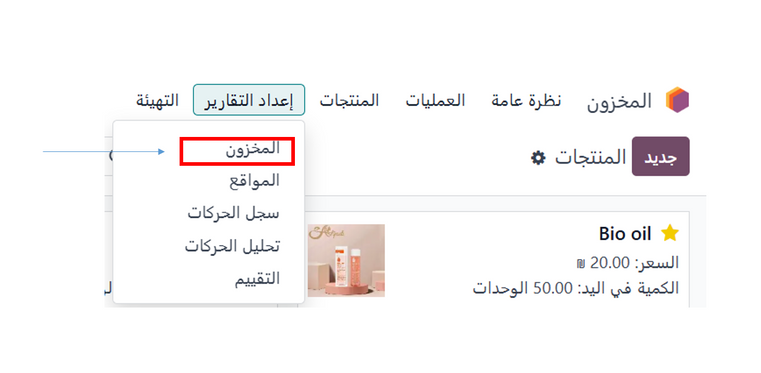 المخزون نظرة عامة العمليات المنتجات إعداد التقارير التهيئة
جديد المنتجات
المخزون
المواقع
سجل الحركات
تحليل الحركات
التقييم
Bio oil
السعر: 20.00 ₪
الكمية في اليد: 50.00 الوحدات